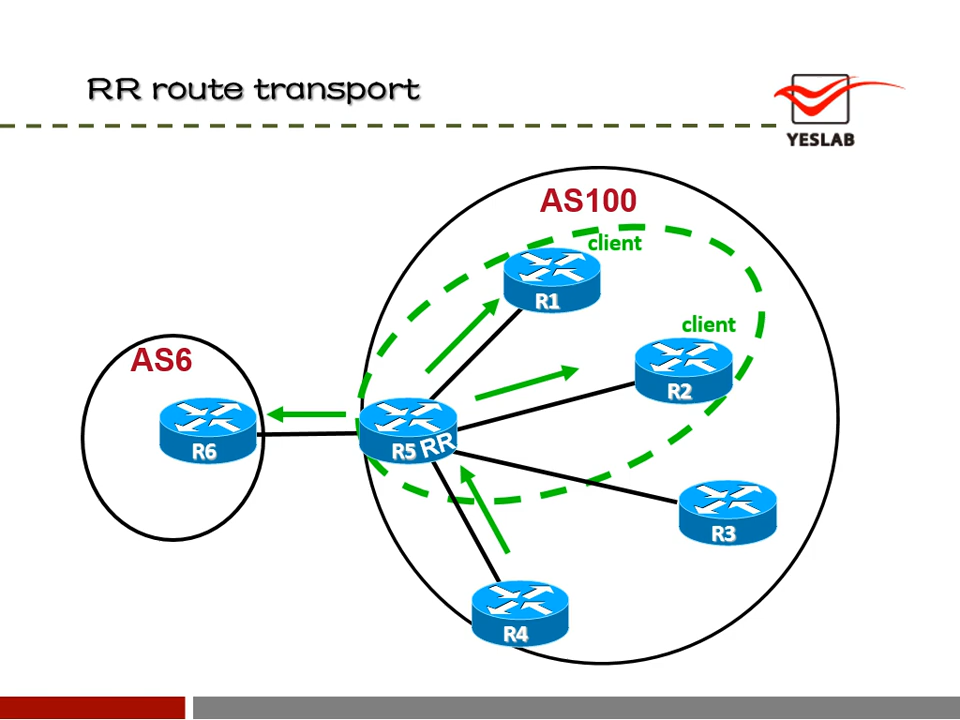 RR route transport
YESLAB
AS100
client
R1
client
AS6
R2
R6
R5 RR
R3
R4